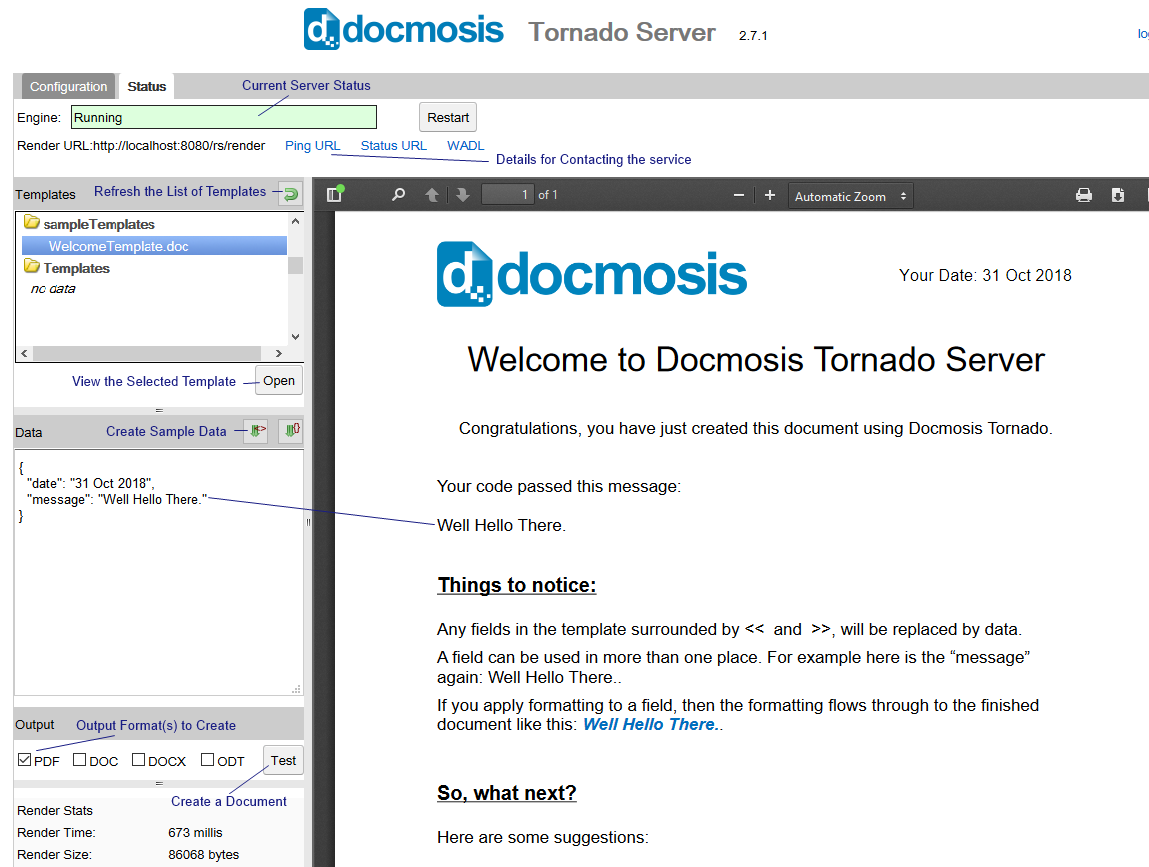 docmosis Tornado Server 2.7.1
Configuration Status Current Server Status
Engine: Running Restart
Render URL:http://localhost:8080/rs/render Ping URL Status URL WADL
Details for Contacting the service
Templates Refresh the List of Templates
1 of 1 Automatic Zoom
sampleTemplates
WelcomeTemplate.doc
Templates
no data
View the Selected Template Open
Data Create Sample Data
{
"date": "31 Oct 2018",
"message": "Well Hello There."
}
Output Output Format(s) to Create
PDF DOC DOCX ODT Test
Create a Document
Render Stats
Render Time: 673 millis
Render Size: 86068 bytes
docmosis Your Date: 31 Oct 2018
Welcome to Docmosis Tornado Server
Congratulations, you have just created this document using Docmosis Tornado.
Your code passed this message:
Well Hello There.
Things to notice:
Any fields in the template surrounded by << and >>, will be replaced by data.
A field can be used in more than one place. For example here is the “message”
again: Well Hello There..
If you apply formatting to a field, then the formatting flows through to the finished
document like this: Well Hello There..
So, what next?
Here are some suggestions: